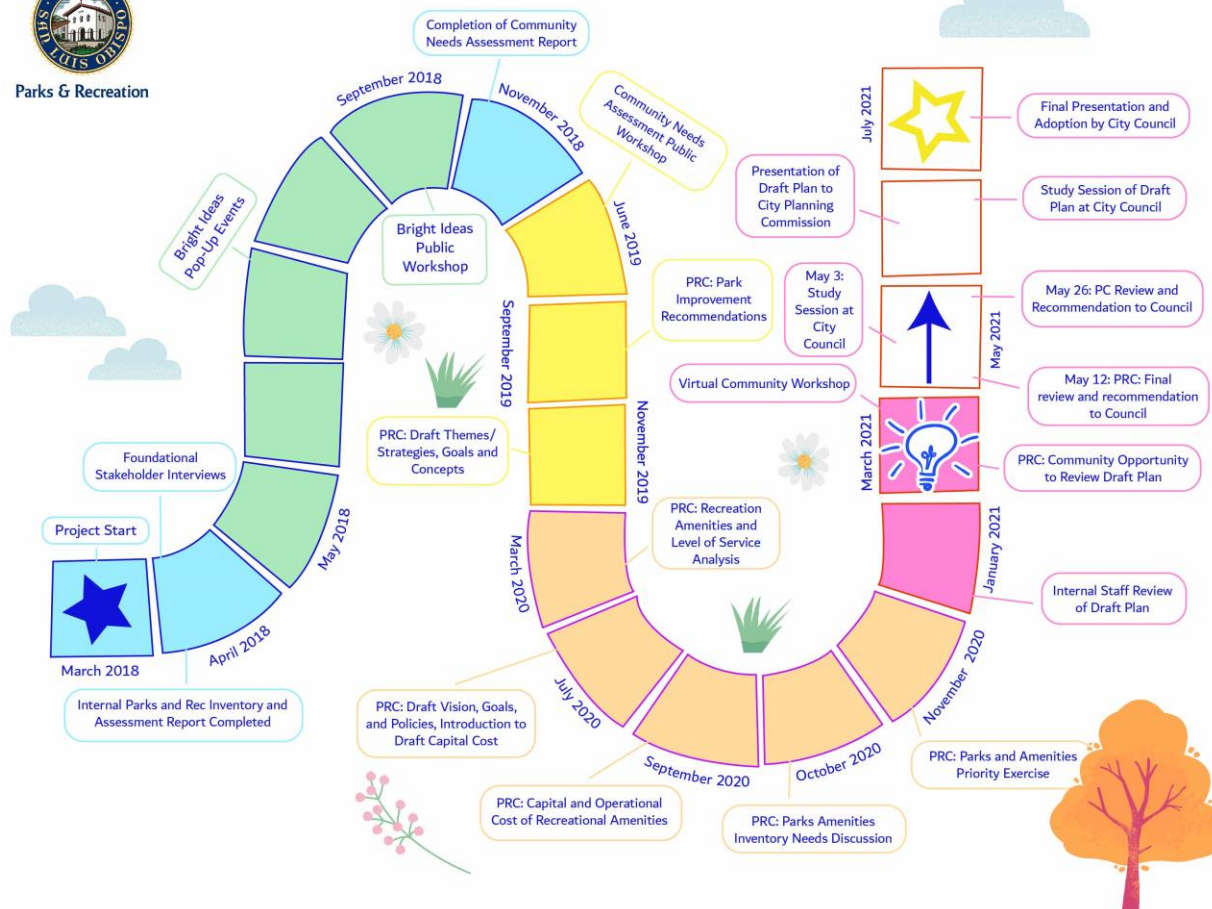 SAN LUIS OBISPO
Parks & Recreation
Project Start
March 2018
Foundational
Stakeholder Interviews
April 2018
Internal Parks and Rec Inventory and
Assessment Report Completed
May 2018
Bright Ideas
Pop-Up Events
September 2018
Bright Ideas
Public
Workshop
Completion of Community
Needs Assessment Report
November 2018
Community Needs
Assessment Public
Workshop
June 2019
PRC: Park
Improvement
Recommendations
September 2019
PRC: Draft Themes/
Strategies, Goals and
Concepts
November 2019
PRC: Recreation
Amenities and
Level of Service
Analysis
March 2020
PRC: Draft Vision, Goals,
and Policies, Introduction to
Draft Capital Cost
July 2020
PRC: Capital and Operational
Cost of Recreational Amenities
September 2020
PRC: Parks Amenities
Inventory Needs Discussion
October 2020
PRC: Parks and Amenities
Priority Exercise
November 2020
Internal Staff Review
of Draft Plan
January 2021
PRC: Community Opportunity
to Review Draft Plan
Virtual Community Workshop
March 2021
May 3:
Study
Session at
City
Council
May 12: PRC: Final
review and recommendation
to Council
May 26: PC Review and
Recommendation to Council
May 2021
Presentation of
Draft Plan to
City Planning
Commission
Study Session of Draft
Plan at City Council
July 2021
Final Presentation and
Adoption by City Council